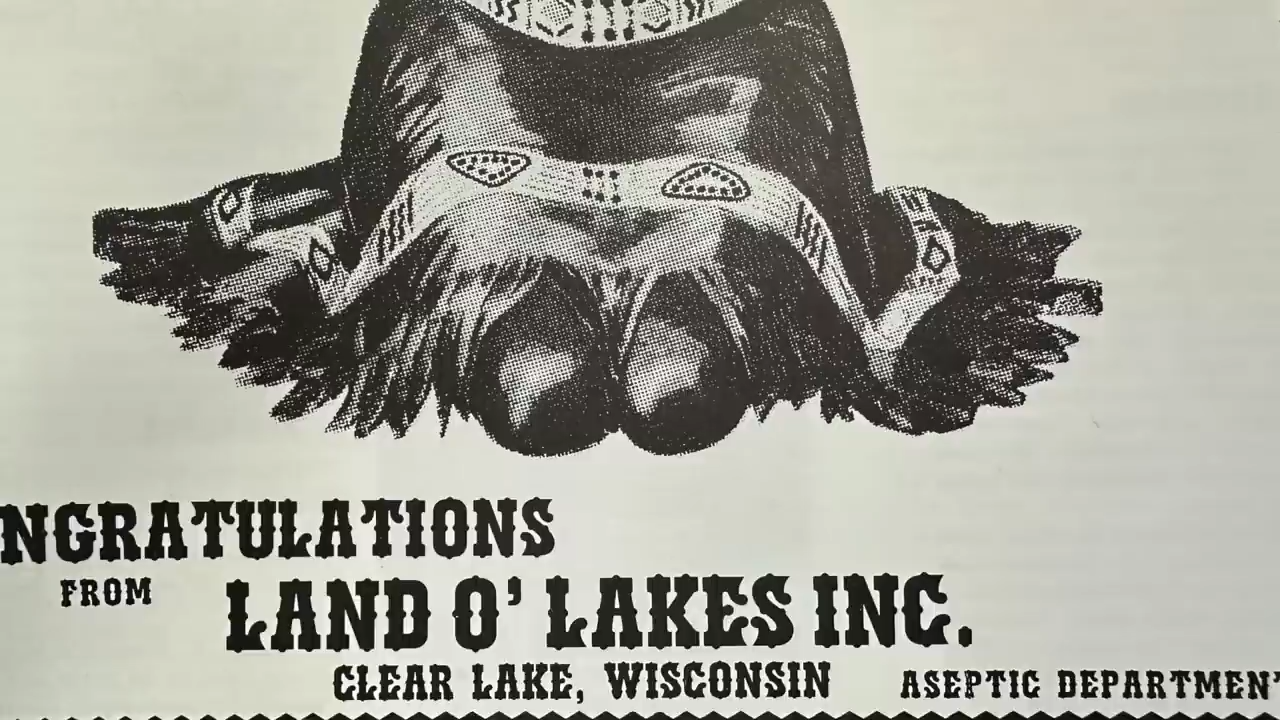 NGRATULATIONS
FROM LAND O' LAKES INC.
CLEAR LAKE, WISCONSIN ASEPTIC DEPARTMEN